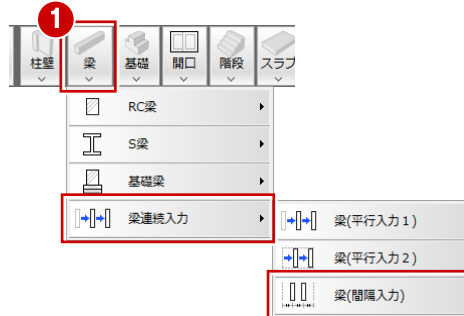 1
柱壁 梁 基礎 開口 階段 スラブ
RC梁
S梁
基礎梁
梁連続入力
梁(平行入力1)
梁(平行入力2)
梁(間隔入力)